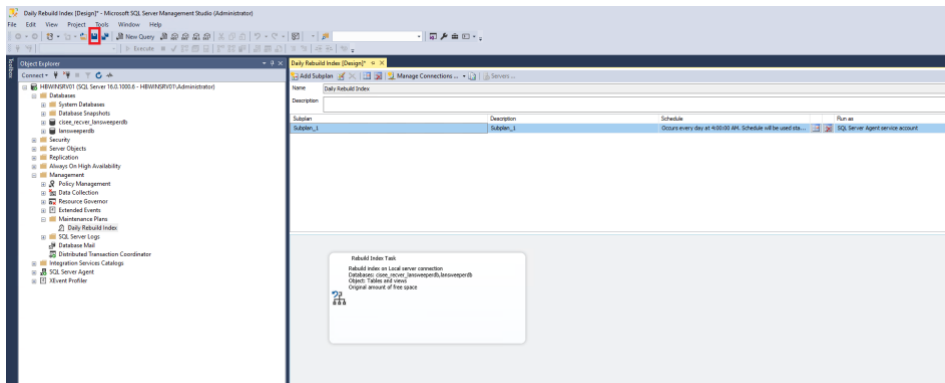 Daily Rebuild Index [Design]* - Microsoft SQL Server Management Studio (Administrator)
File Edit View Project Tools Window Help
New Query
Execute
Toolbox
Object Explorer
Connect
HBWINSRV01 (SQL Server 16.0.1000.6 - HBWINSRV01\Administrator)
Databases
System Databases
Database Snapshots
cisee_recver_lansweeperdb
lansweeperdb
Security
Server Objects
Replication
Always On High Availability
Management
Policy Management
Data Collection
Resource Governor
Extended Events
Maintenance Plans
Daily Rebuild Index
SQL Server Logs
Database Mail
Distributed Transaction Coordinator
Integration Services Catalogs
SQL Server Agent
XEvent Profiler
Daily Rebuild Index [Design]*
Add Subplan Manage Connections ... Servers ...
Name Daily Rebuild Index
Description
Subplan Description Schedule Run as
Subplan_1 Subplan_1 Occurs every day at 4:00:00 AM. Schedule will be used sta... SQL Server Agent service account
Rebuild Index Task
Rebuild index on Local server connection
Databases: cisee_recver_lansweeperdb,lansweeperdb
Object: Tables and views
Original amount of free space